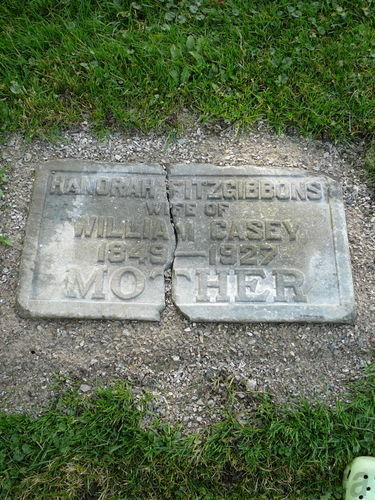 HANORAH FITZGIBBONS
WIFE OF
WILLIAM CASEY
1849-1927
MOTHER